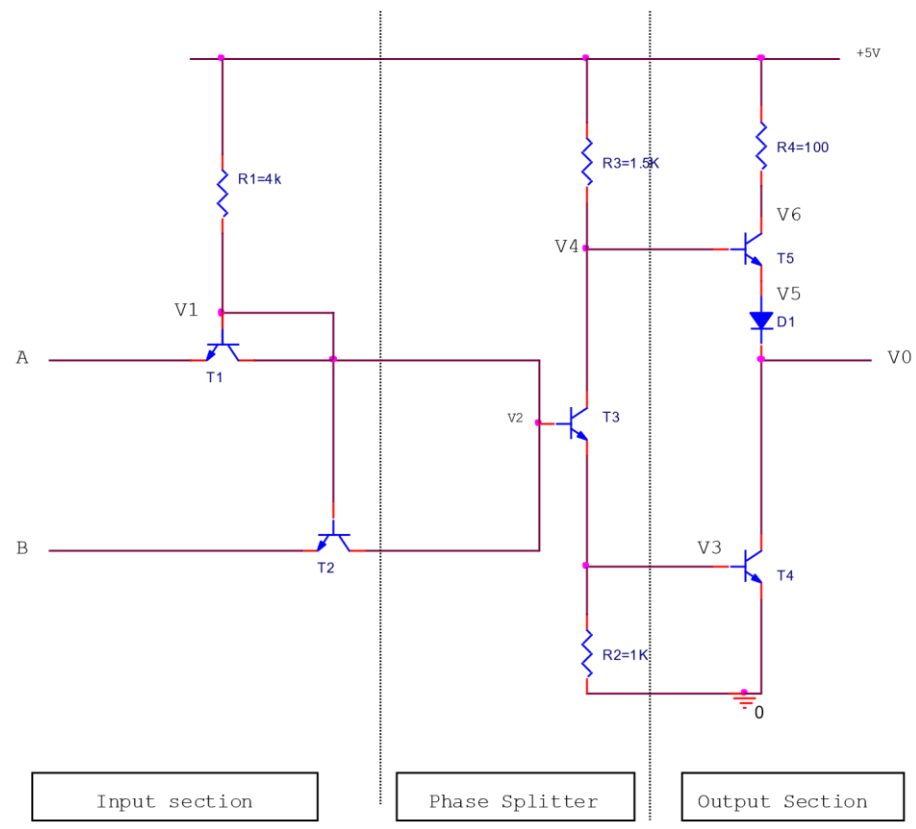 +5V
R1=4k
R3=1.5K
R4=100
V6
V4
T5
V5
D1
V1
A
T1
V0
V2
T3
B
T2
V3
T4
R2=1K
0
Input section
Phase Splitter
Output Section